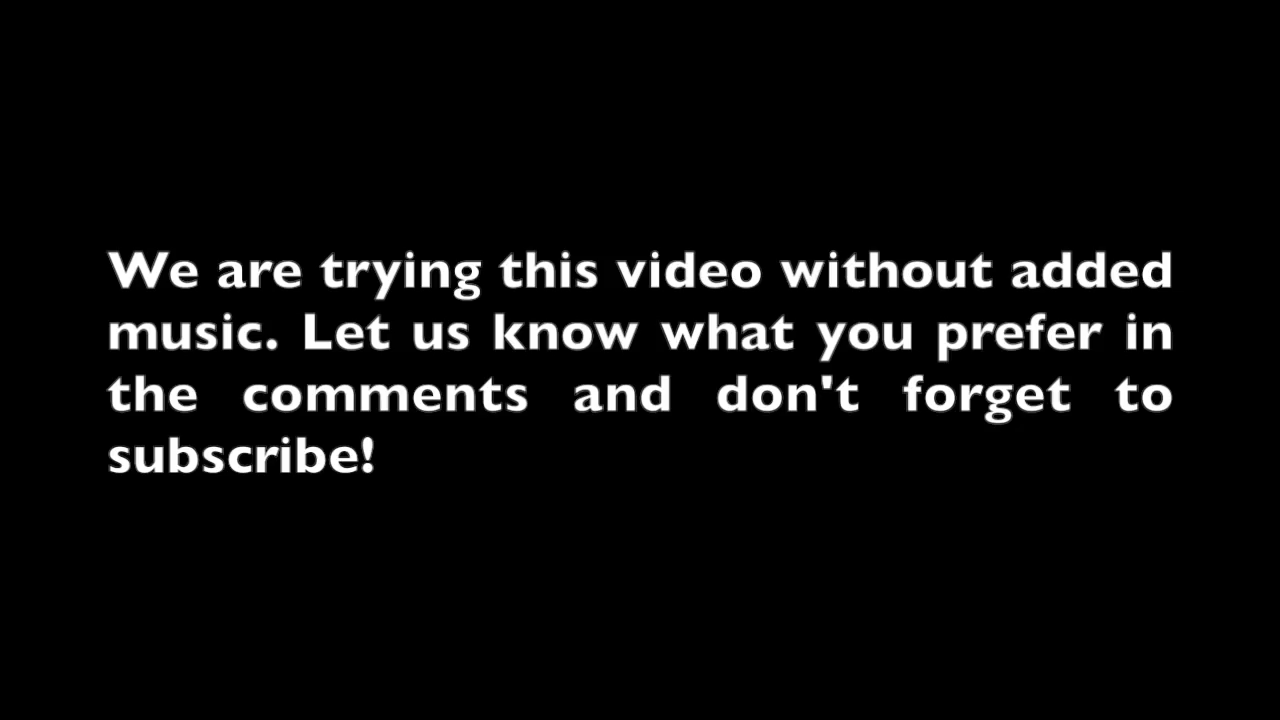 We are trying this video without added
music. Let us know what you prefer in
the comments and don't forget to
subscribe!